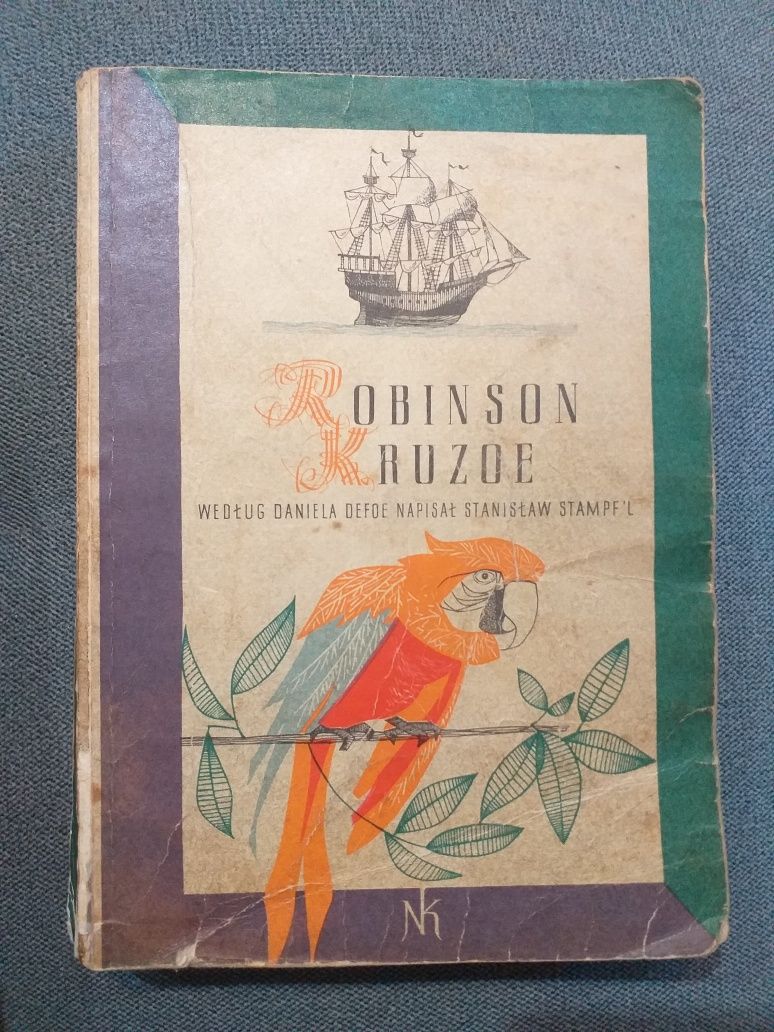 ROBINSON
KRUZOE
WEDŁUG DANIELA DEFOE NAPISAŁ STANISŁAW STAMPF'L
NK